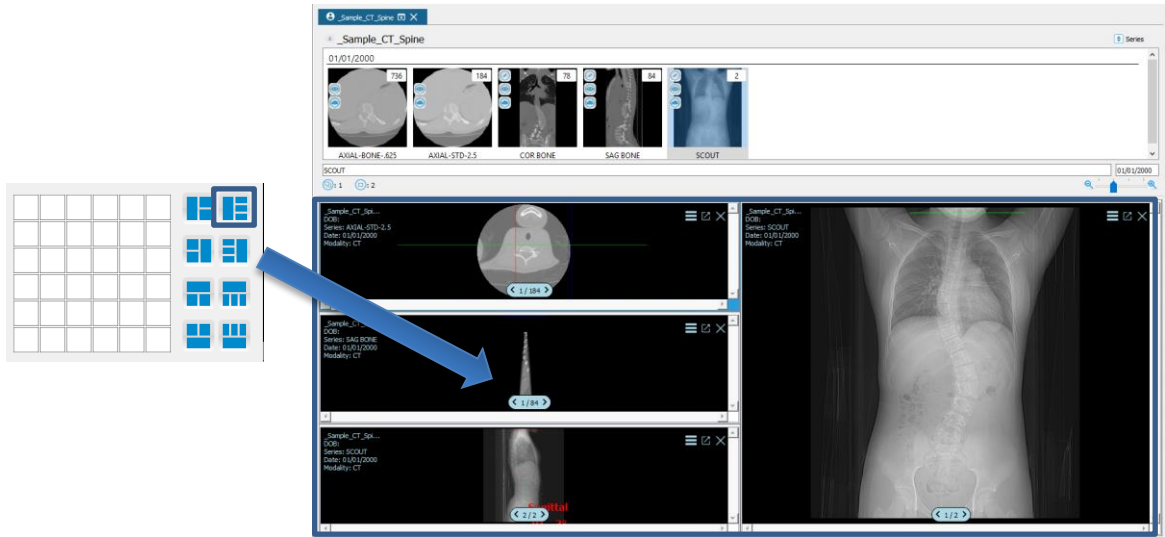 _Sample_CT_Spine
_Sample_CT_Spine
Series
01/01/2000
736
184
78
84
2
AXIAL-BONE-.625
AXIAL-STD-2.5
COR BONE
SAG BONE
SCOUT
SCOUT
01/01/2000
: 1
: 2
_Sample_CT_Spi...
DOB:
Series: AXIAL-STD-2.5
Date: 01/01/2000
Modality: CT
1 / 184
_Sample_CT_Spi...
DOB:
Series: SAG BONE
Date: 01/01/2000
Modality: CT
1 / 84
_Sample_CT_Spi...
DOB:
Series: SCOUT
Date: 01/01/2000
Modality: CT
Sagittal
2 / 2
_Sample_CT_Spi...
DOB:
Series: SCOUT
Date: 01/01/2000
Modality: CT
1 / 2